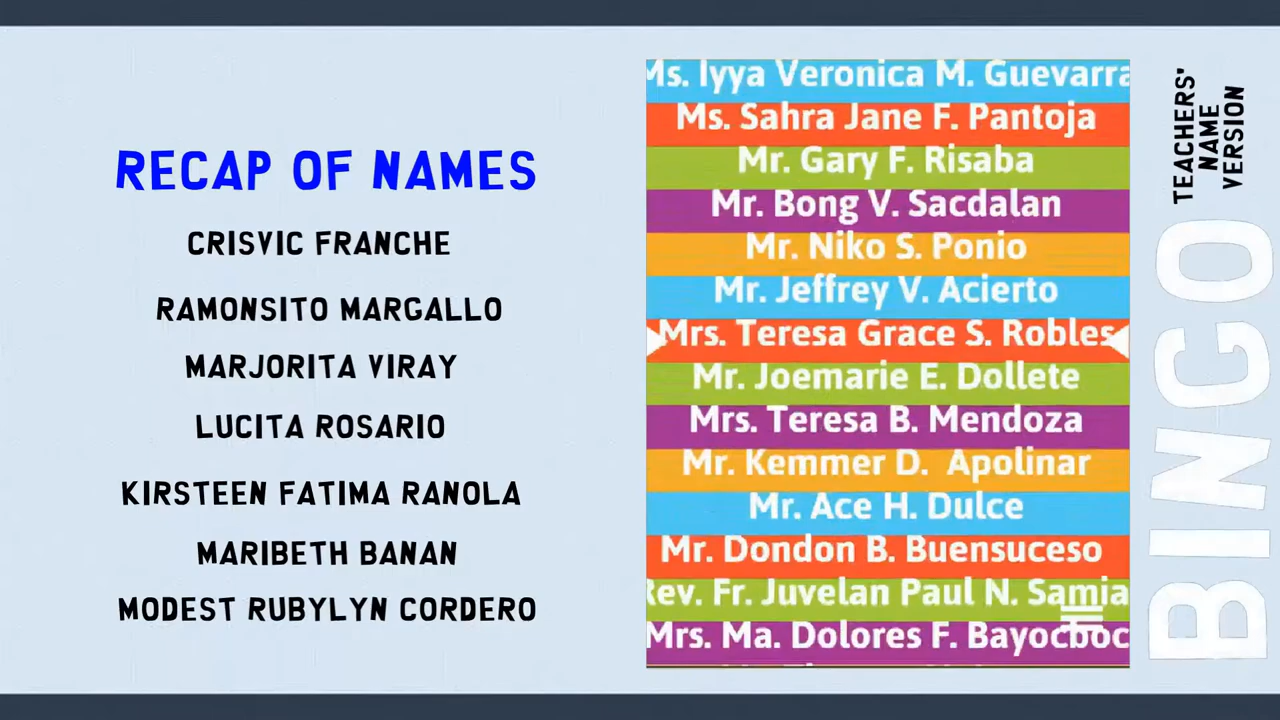 RECAP OF NAMES
CRISVIC FRANCHE
RAMONSITO MARGALLO
MARJORITA VIRAY
LUCITA ROSARIO
KIRSTEEN FATIMA RANOLA
MARIBETH BANAN
MODEST RUBYLYN CORDERO
Ms. Iyya Veronica M. Guevarra
Ms. Sahra Jane F. Pantoja
Mr. Gary F. Risaba
Mr. Bong V. Sacdalan
Mr. Niko S. Ponio
Mr. Jeffrey V. Acierto
Mrs. Teresa Grace S. Robles
Mr. Joemarie E. Dollete
Mrs. Teresa B. Mendoza
Mr. Kemmer D. Apolinar
Mr. Ace H. Dulce
Mr. Dondon B. Buensuceso
Rev. Fr. Juvelan Paul N. Samia
Mrs. Ma. Dolores F. Bayocboc
TEACHERS'
NAME
VERSION
BINGO